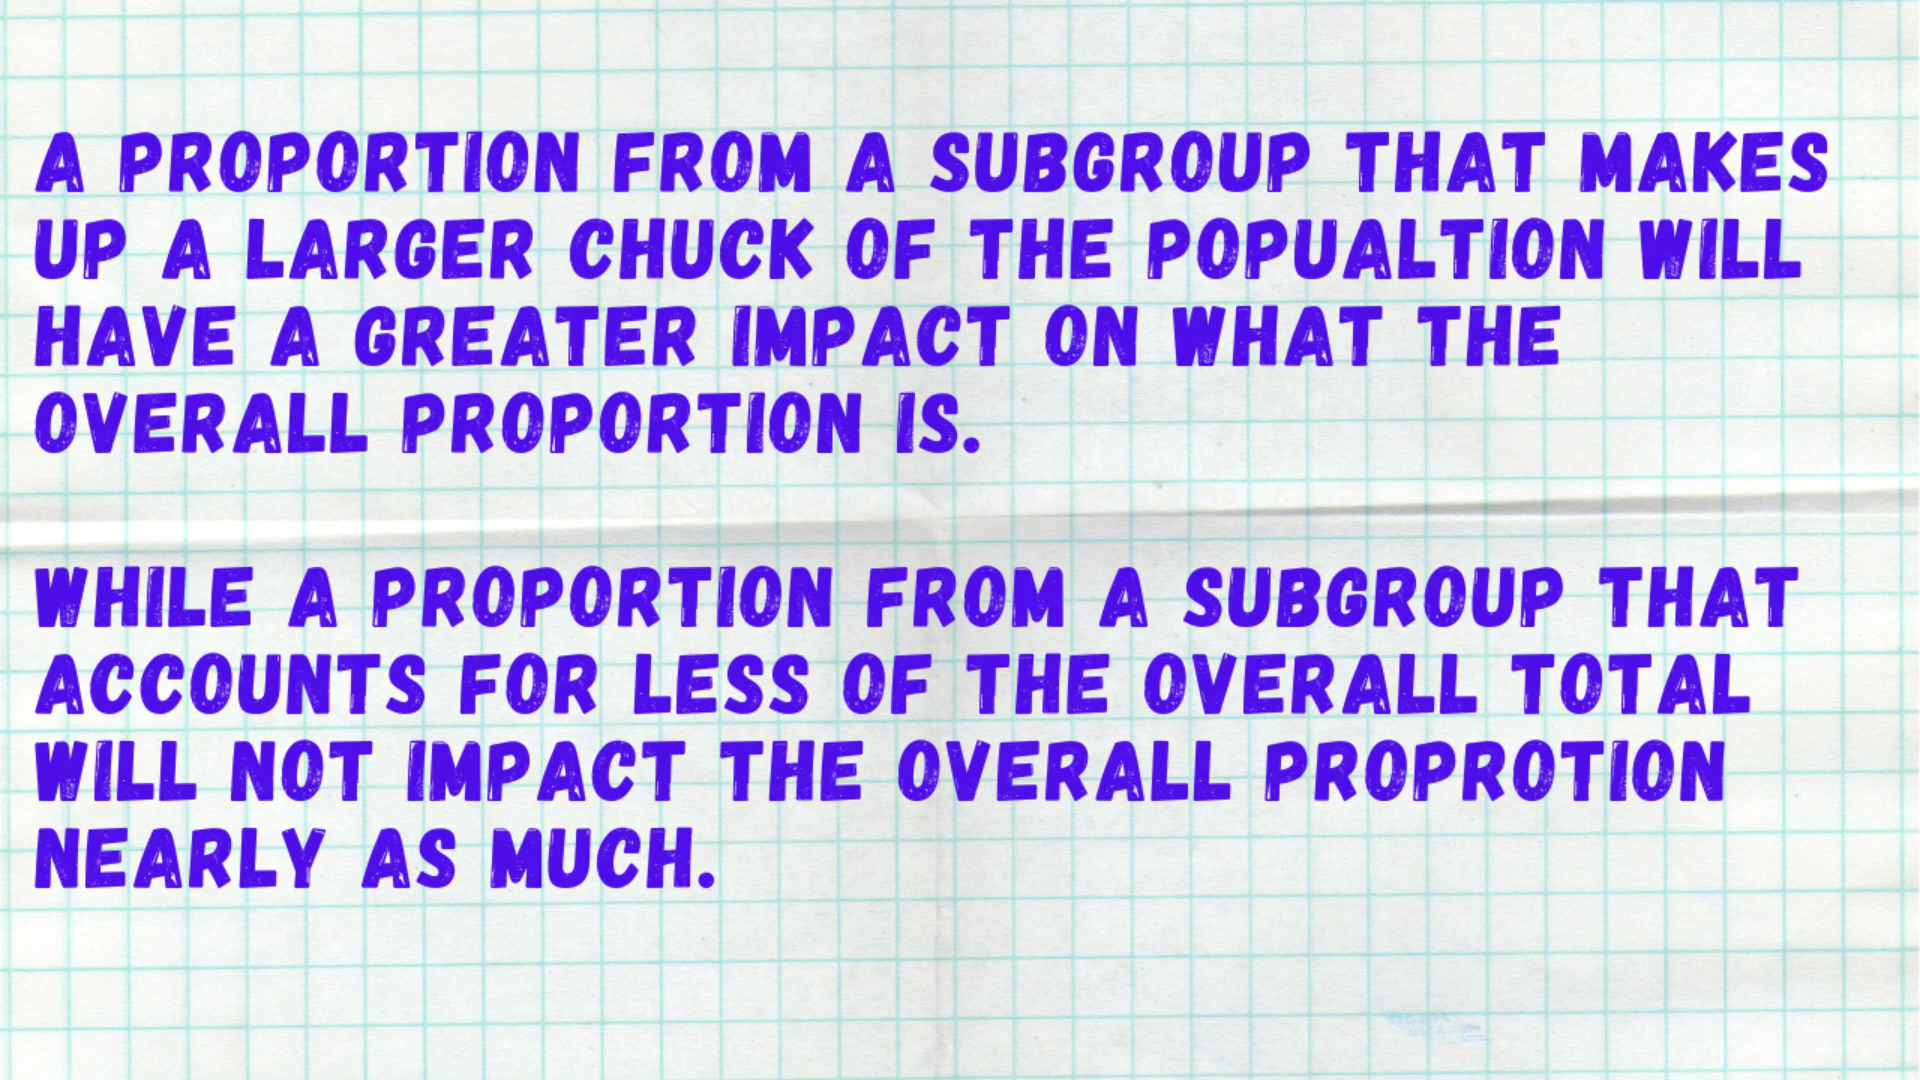 A PROPORTION FROM A SUBGROUP THAT MAKES
UP A LARGER CHUCK OF THE POPUALTION WILL
HAVE A GREATER IMPACT ON WHAT THE
OVERALL PROPORTION IS.
WHILE A PROPORTION FROM A SUBGROUP THAT
ACCOUNTS FOR LESS OF THE OVERALL TOTAL
WILL NOT IMPACT THE OVERALL PROPROTION
NEARLY AS MUCH.